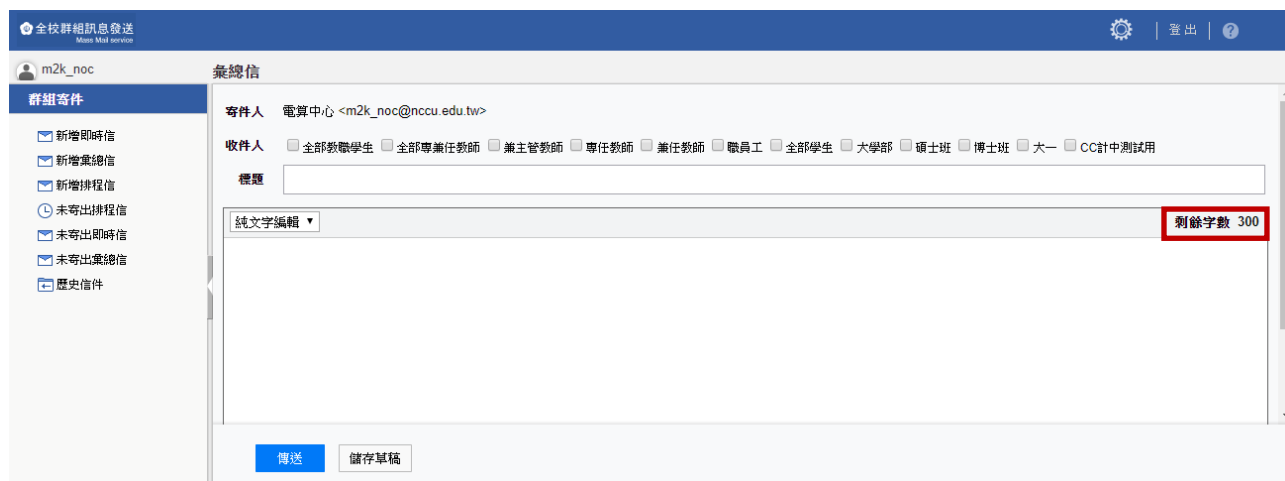 全校群組訊息發送
Mass Mail service
登出
m2k_noc
彙總信
群組寄件
新增即時信
新增彙總信
新增排程信
未寄出排程信
未寄出即時信
未寄出彙總信
歷史信件
寄件人 電算中心 <m2k_noc@nccu.edu.tw>
收件人 全部教職學生 全部專兼任教師 兼主管教師 專任教師 兼任教師 職員工 全部學生 大學部 碩士班 博士班 大一 CC計中測試用
標題
純文字編輯 剩餘字數 300
傳送 儲存草稿